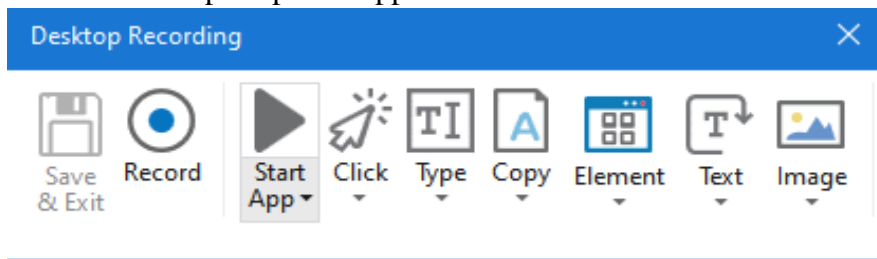 Desktop Recording
Save
& Exit
Record
Start
App
Click
Type
Copy
Element
Text
Image